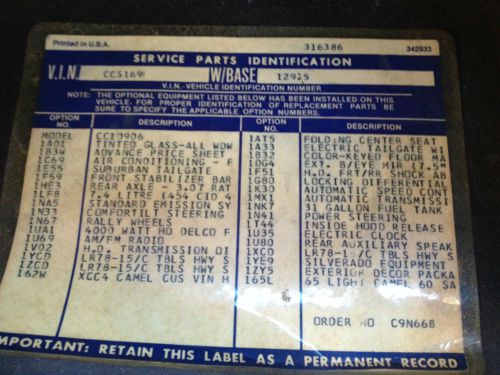 Printed in U.S.A. 316386 342933
SERVICE PARTS IDENTIFICATION
V.I.N. CCS169 W/BASE 129.5
V.I.N.-VEHICLE IDENTIFICATION NUMBER
NOTE: THE OPTIONAL EQUIPMENT LISTED BELOW HAS BEEN INSTALLED ON THIS
VEHICLE. FOR PROPER IDENTIFICATION OF REPLACEMENT PARTS BE
SURE TO SPECIFY THE APPLICABLE OPTION NUMBERS.
OPTION NO. DESCRIPTION
MODEL CC10906
1A01 TINTED GLASS-ALL WDW
1B3W ADVANCE PRICE SHEET
1C69 AIR CONDITIONING - F
1E55 SUBURBAN TAILGATE
1F59 FRONT STABILIZER BAR
1HE3 REAR AXLE - 3.07 RAT
1LF8 7.4 LITRE (454 CID 4
1NA5 STANDARD EMISSION SY
1N33 COMFORTILT STEERING
1N67 RALLY WHEELS
1UA1 4000 WATT HD DELCO F
1U69 AM/FM RADIO
1V02 H.D. TRANSMISSION OI
1YCD LR78-15/C TBLS HWY S
1ZCD LR78-15/C TBLS HWY S
162W XCC4 CAMEL CUS VIN H
OPTION NO. DESCRIPTION
1AT5 FOLDING CENTER SEAT
1A33 ELECTRIC TAILGATE WI
1B32 COLOR-KEYED FLOOR MA
1DG4 EXT. B/EYE MIR (7.5"
1F51 H.D. FRT/RR SHOCK AB
1G80 LOCKING DIFFERENTIAL
1K30 AUTOMATIC SPEED CONT
1MX1 AUTOMATIC TRANSMISSI
1NK7 31 GALLON FUEL TANK
1N41 POWER STEERING
1T44 INSIDE HOOD RELEASE
1U35 ELECTRIC CLOCK
1U80 REAR AUXILIARY SPEAK
1XCD LR78-1 /C TBLS HWY S
1YE9 SILVERADO EQUIPMENT
1ZY5 EXTERIOR DECOR PACKA
165L 65 LIGHT CAMEL 60 SA
ORDER NO C9N668
IMPORTANT: RETAIN THIS LABEL AS A PERMANENT RECORD